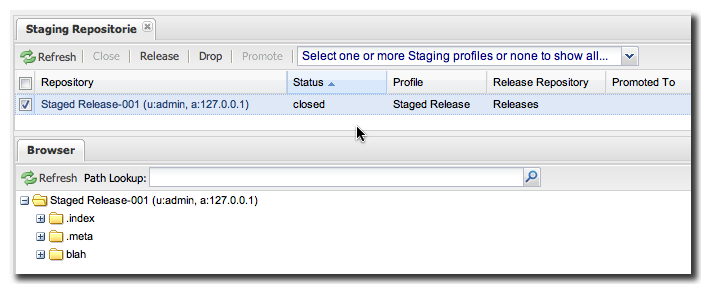 Staging Repositorie
Refresh Close Release Drop Promote Select one or more Staging profiles or none to show all...
Repository Status Profile Release Repository Promoted To
Staged Release-001 (u:admin, a:127.0.0.1) closed Staged Release Releases
Browser
Refresh Path Lookup:
Staged Release-001 (u:admin, a:127.0.0.1)
.index
.meta
blah